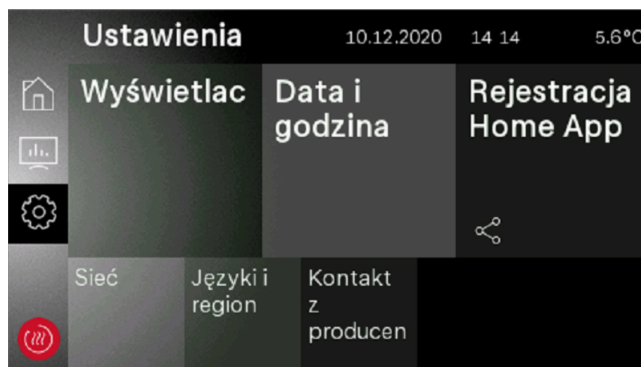 Ustawienia 10.12.2020 14 14 5.6°C
Wyświetlac
Data i
godzina
Rejestracja
Home App
Sieć
Języki i
region
Kontakt
z
producen